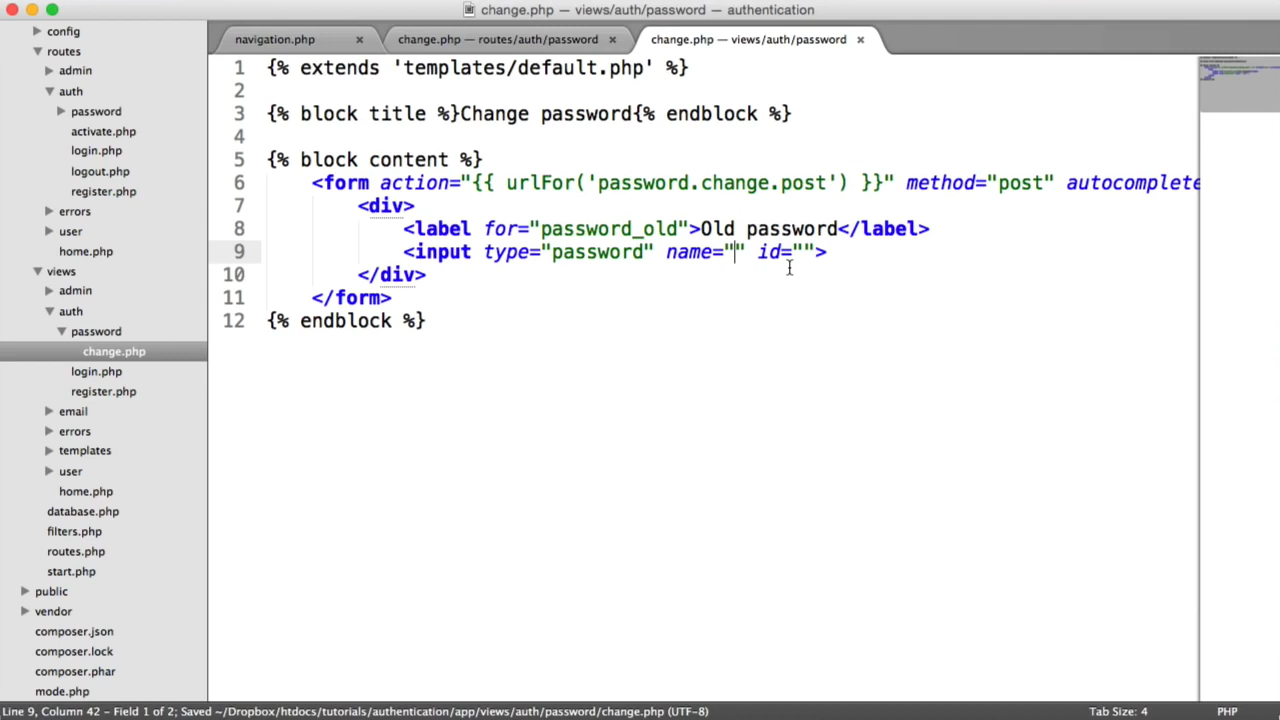 change.php — views/auth/password — authentication
navigation.php × change.php — routes/auth/password × change.php — views/auth/password ×
config
routes
admin
auth
password
activate.php
login.php
logout.php
register.php
errors
user
home.php
views
admin
auth
password
change.php
login.php
register.php
email
errors
templates
user
home.php
database.php
filters.php
routes.php
start.php
public
vendor
composer.json
composer.lock
composer.phar
mode.php
1 {% extends 'templates/default.php' %}
2
3 {% block title %}Change password{% endblock %}
4
5 {% block content %}
6 <form action="{{ urlFor('password.change.post') }}" method="post" autocomplete
7 <div>
8 <label for="password_old">Old password</label>
9 <input type="password" name="" id="">
10 </div>
11 </form>
12 {% endblock %}
Line 9, Column 42 - Field 1 of 2; Saved ~/Dropbox/htdocs/tutorials/authentication/app/views/auth/password/change.php (UTF-8) Tab Size: 4 PHP